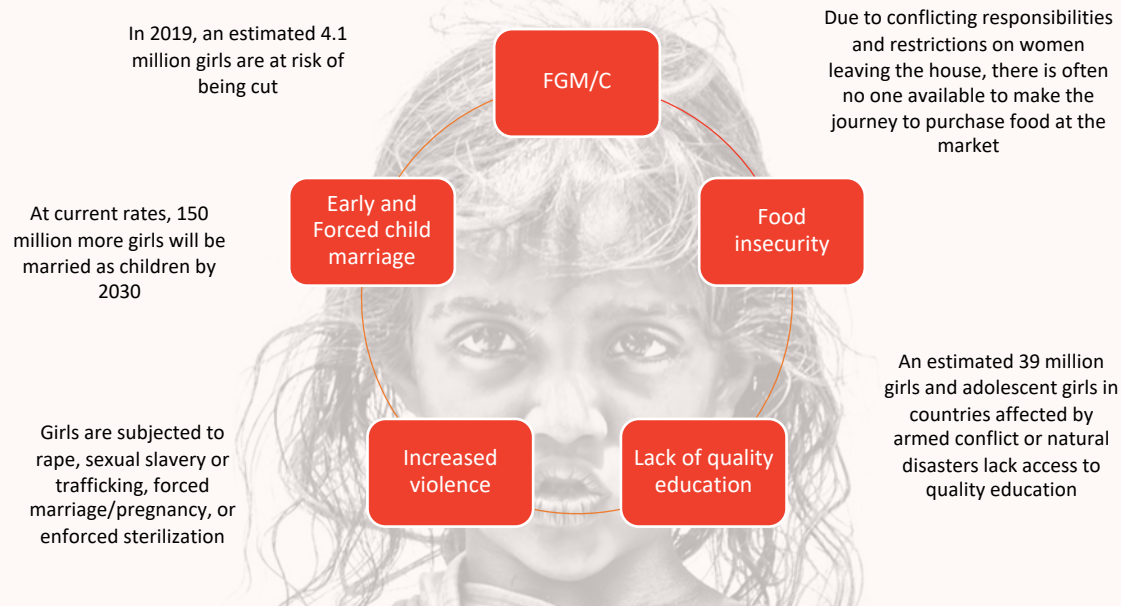 In 2019, an estimated 4.1
million girls are at risk of
being cut
FGM/C
Due to conflicting responsibilities
and restrictions on women
leaving the house, there is often
no one available to make the
journey to purchase food at the
market
Early and
Forced child
marriage
Food
insecurity
At current rates, 150
million more girls will be
married as children by
2030
An estimated 39 million
girls and adolescent girls in
countries affected by
armed conflict or natural
disasters lack access to
quality education
Girls are subjected to
rape, sexual slavery or
trafficking, forced
marriage/pregnancy, or
enforced sterilization
Increased
violence
Lack of quality
education